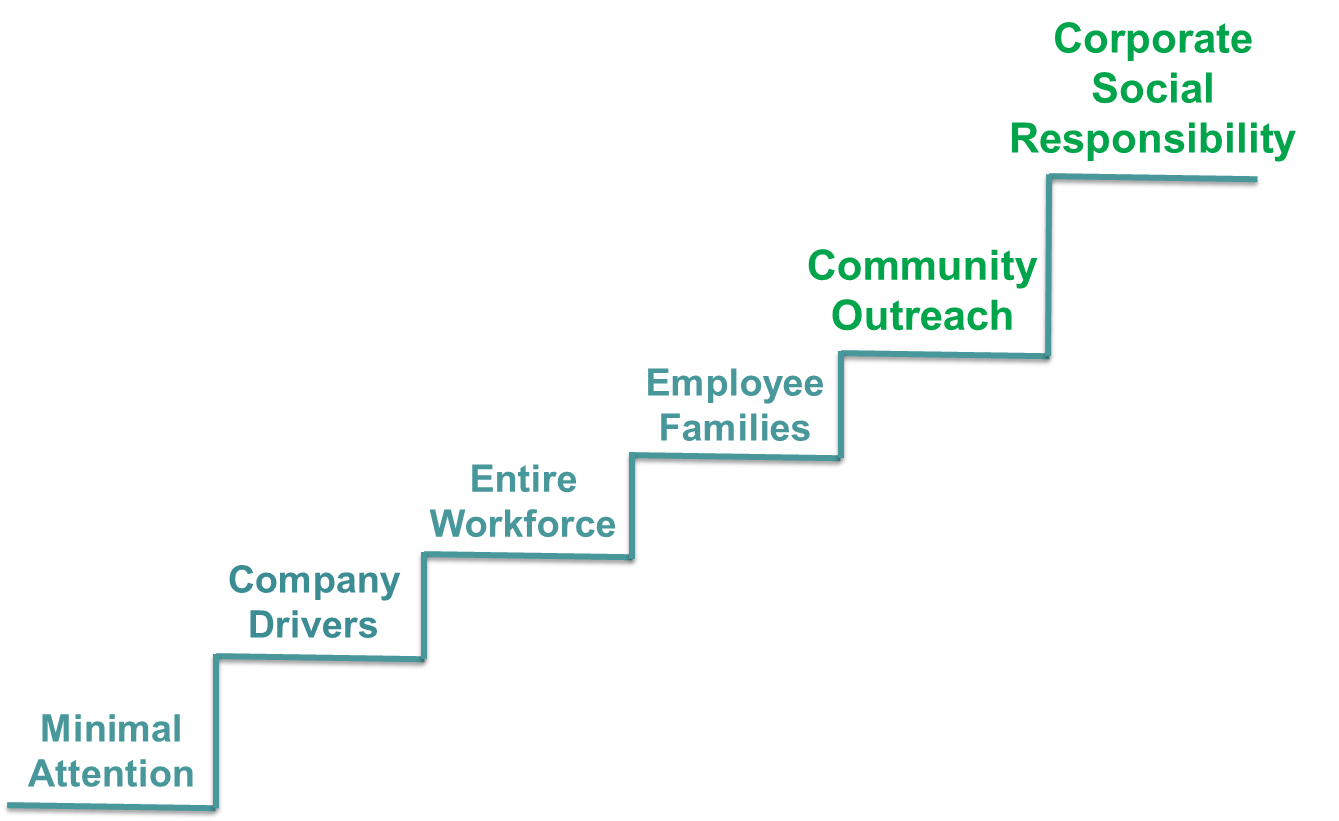 Corporate
Social
Responsibility
Community
Outreach
Employee
Families
Entire
Workforce
Company
Drivers
Minimal
Attention